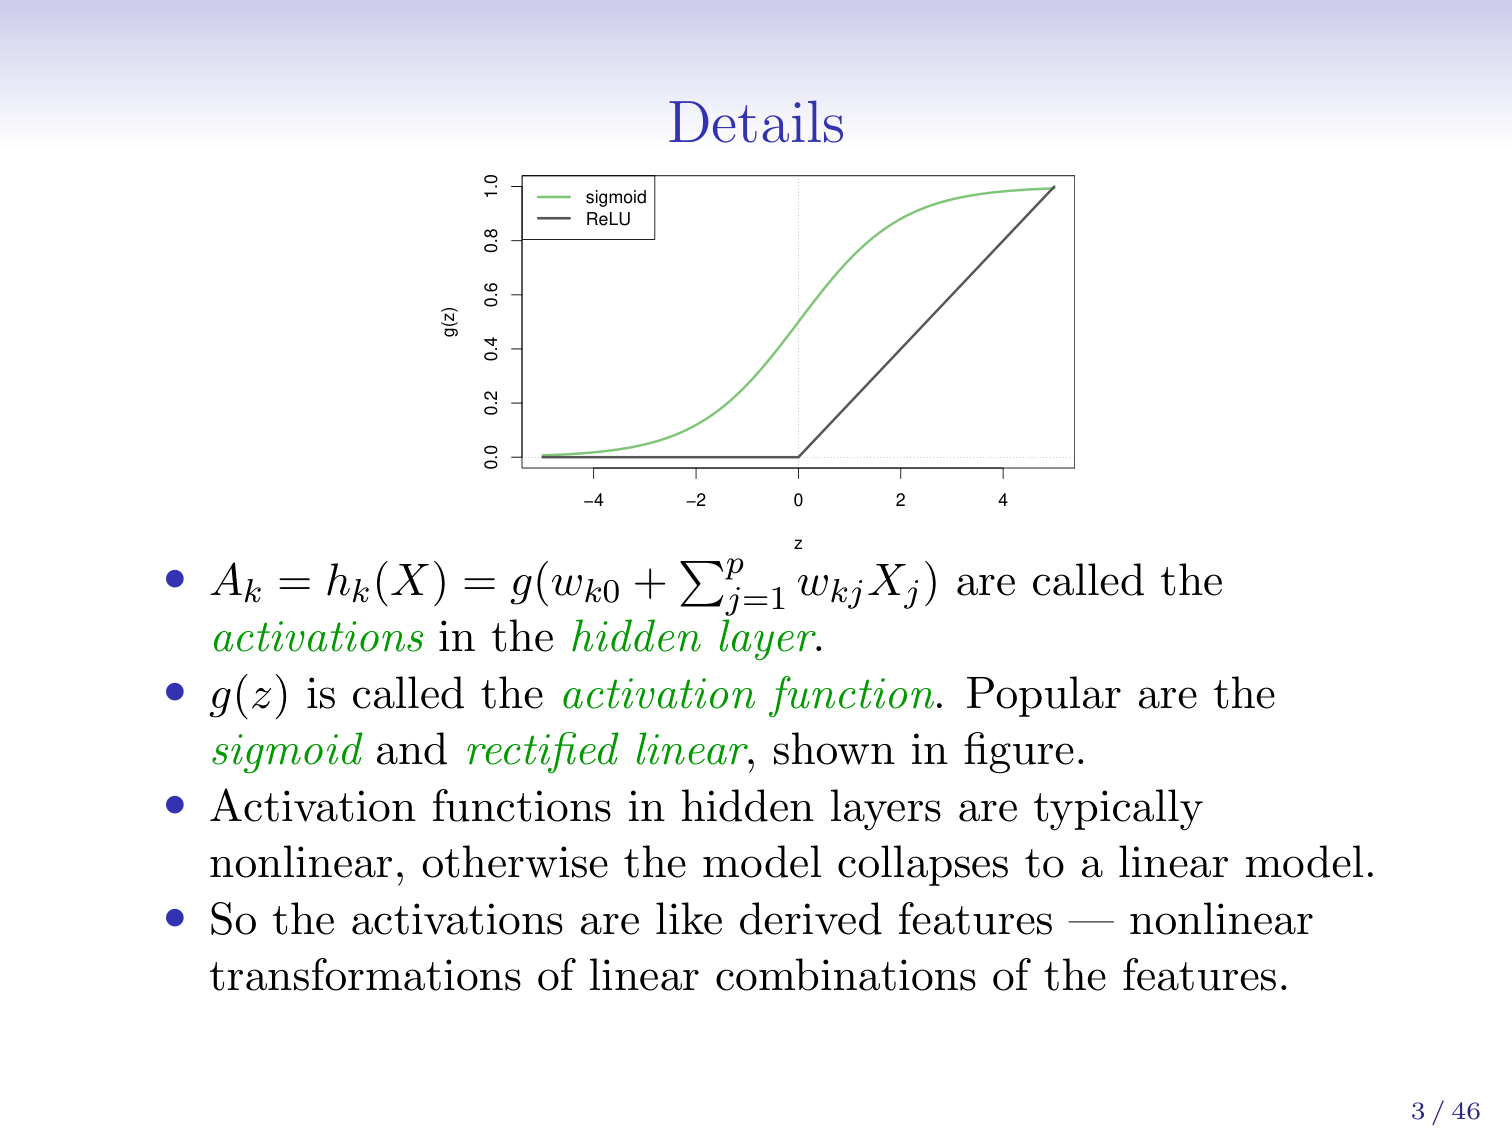 Details
sigmoid
ReLU
g(z)
1.0
0.8
0.6
0.4
0.2
0.0
−4 −2 0 2 4
z
• A_k = h_k(X) = g(w_{k0} + ∑_{j=1}^{p} w_{kj}X_j) are called the
activations in the hidden layer.
• g(z) is called the activation function. Popular are the
sigmoid and rectified linear, shown in figure.
• Activation functions in hidden layers are typically
nonlinear, otherwise the model collapses to a linear model.
• So the activations are like derived features — nonlinear
transformations of linear combinations of the features.
3 / 46